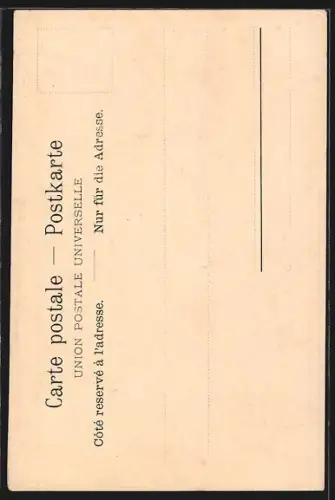 Carte postale — Postkarte
UNION POSTALE UNIVERSELLE
Côté reservé à l'adresse. — Nur für die Adresse.